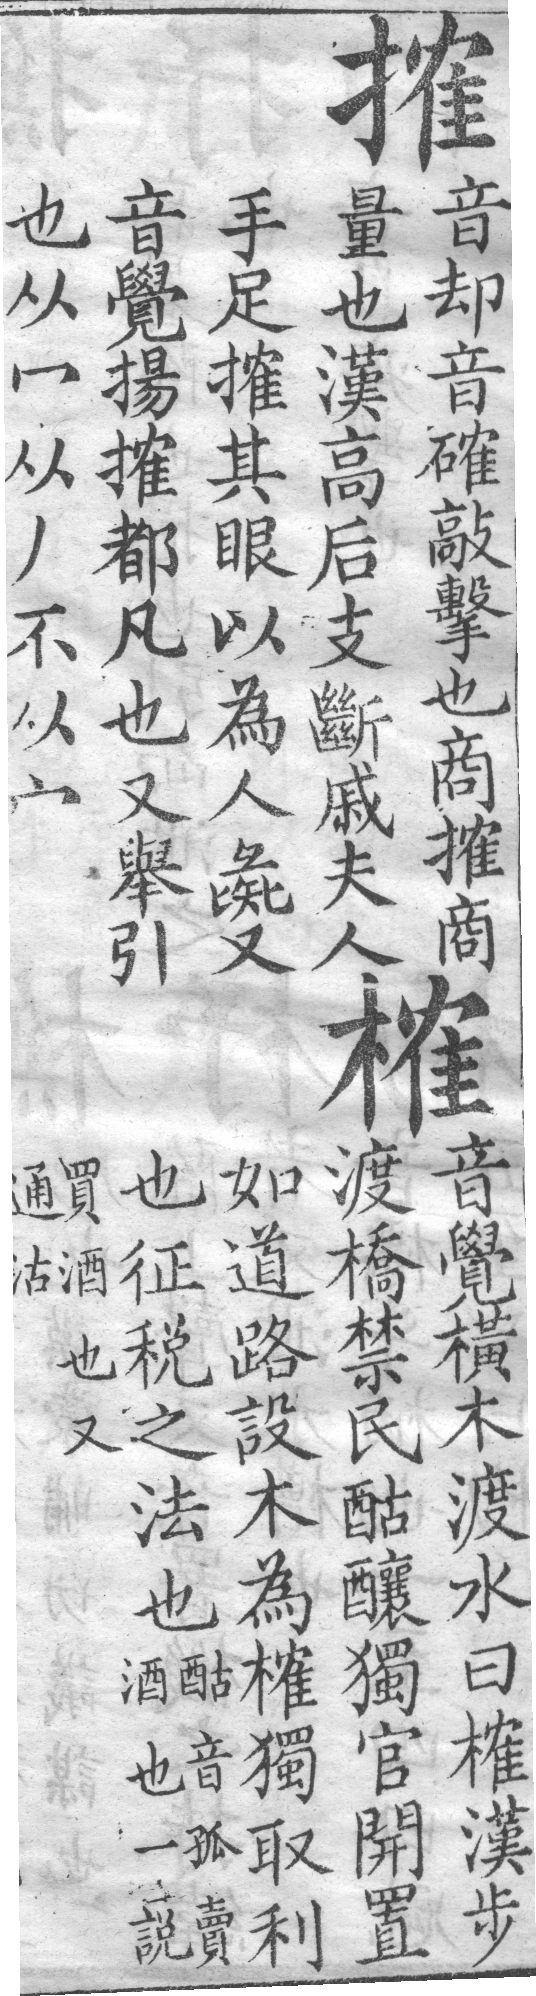 搉
音却音確敲擊也商搉商
量也漢高后支斷戚夫人
手足搉其眼以為人彘又
音覺揚搉都凡也又舉引
也从冖从丿不从宀
榷
音覺橫木渡水曰榷漢步
渡橋禁民酤釀獨官開置
如道路設木為榷獨取利
也征税之法也
酤音孤賣
酒也一説
買酒也又
通沽